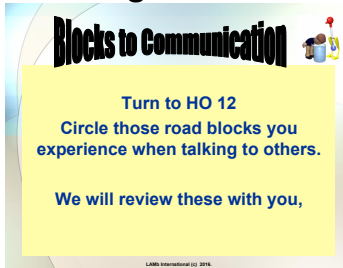 Blocks to Communication
Turn to HO 12
Circle those road blocks you
experience when talking to others.
We will review these with you,
LAMb International (c) 2016.